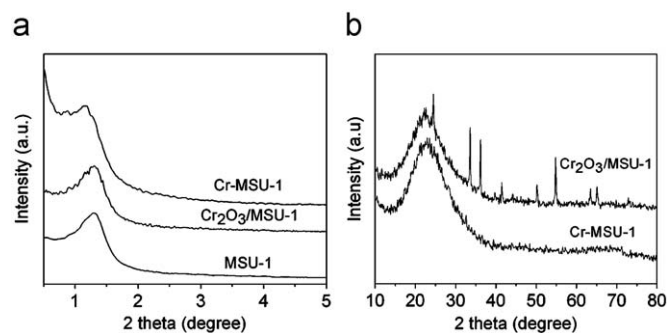 a
b
Intensity (a.u.)
Cr-MSU-1
Cr₂O₃/MSU-1
MSU-1
1 2 3 4 5
2 theta (degree)
Intensity (a.u)
Cr₂O₃/MSU-1
Cr-MSU-1
10 20 30 40 50 60 70 80
2 theta (degree)